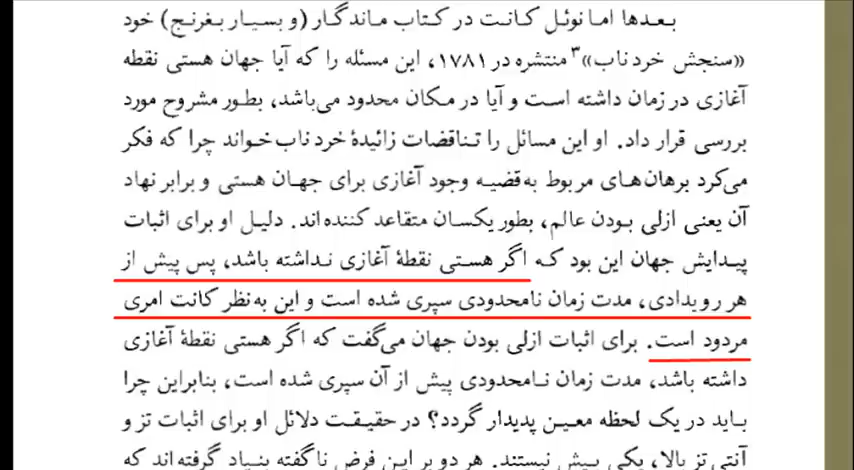 بعدها امانوئل کانت در کتاب ماندگار (و بسیار بغرنج) خود
«سنجش خرد ناب»۳ منتشره در ۱۷۸۱، این مسئله را که آیا جهان هستی نقطه
آغازی در زمان داشته است و آیا در مکان محدود می‌باشد، بطور مشروح مورد
بررسی قرار داد. او این مسائل را تناقضات زائیدهٔ خرد ناب خواند چرا که فکر
می‌کرد برهان‌های مربوط به قضیه وجود آغازی برای جهان هستی و برابر نهاد
آن یعنی ازلی بودن عالم، بطور یکسان متقاعد کننده‌اند. دلیل او برای اثبات
پیدایش جهان این بود که اگر هستی نقطهٔ آغازی نداشته باشد، پس پیش از
هر رویدادی، مدت زمان نامحدودی سپری شده است و این به نظر کانت امری
مردود است. برای اثبات ازلی بودن جهان می‌گفت که اگر هستی نقطهٔ آغازی
داشته باشد، مدت زمان نامحدودی پیش از آن سپری شده است، بنابراین چرا
باید در یک لحظه معین پدیدار گردد؟ در حقیقت دلائل او برای اثبات تز و
آنتی تز بالا، یکی بیش نیستند. هر دو بر این فرض ناگفته بنیاد گرفته‌اند که